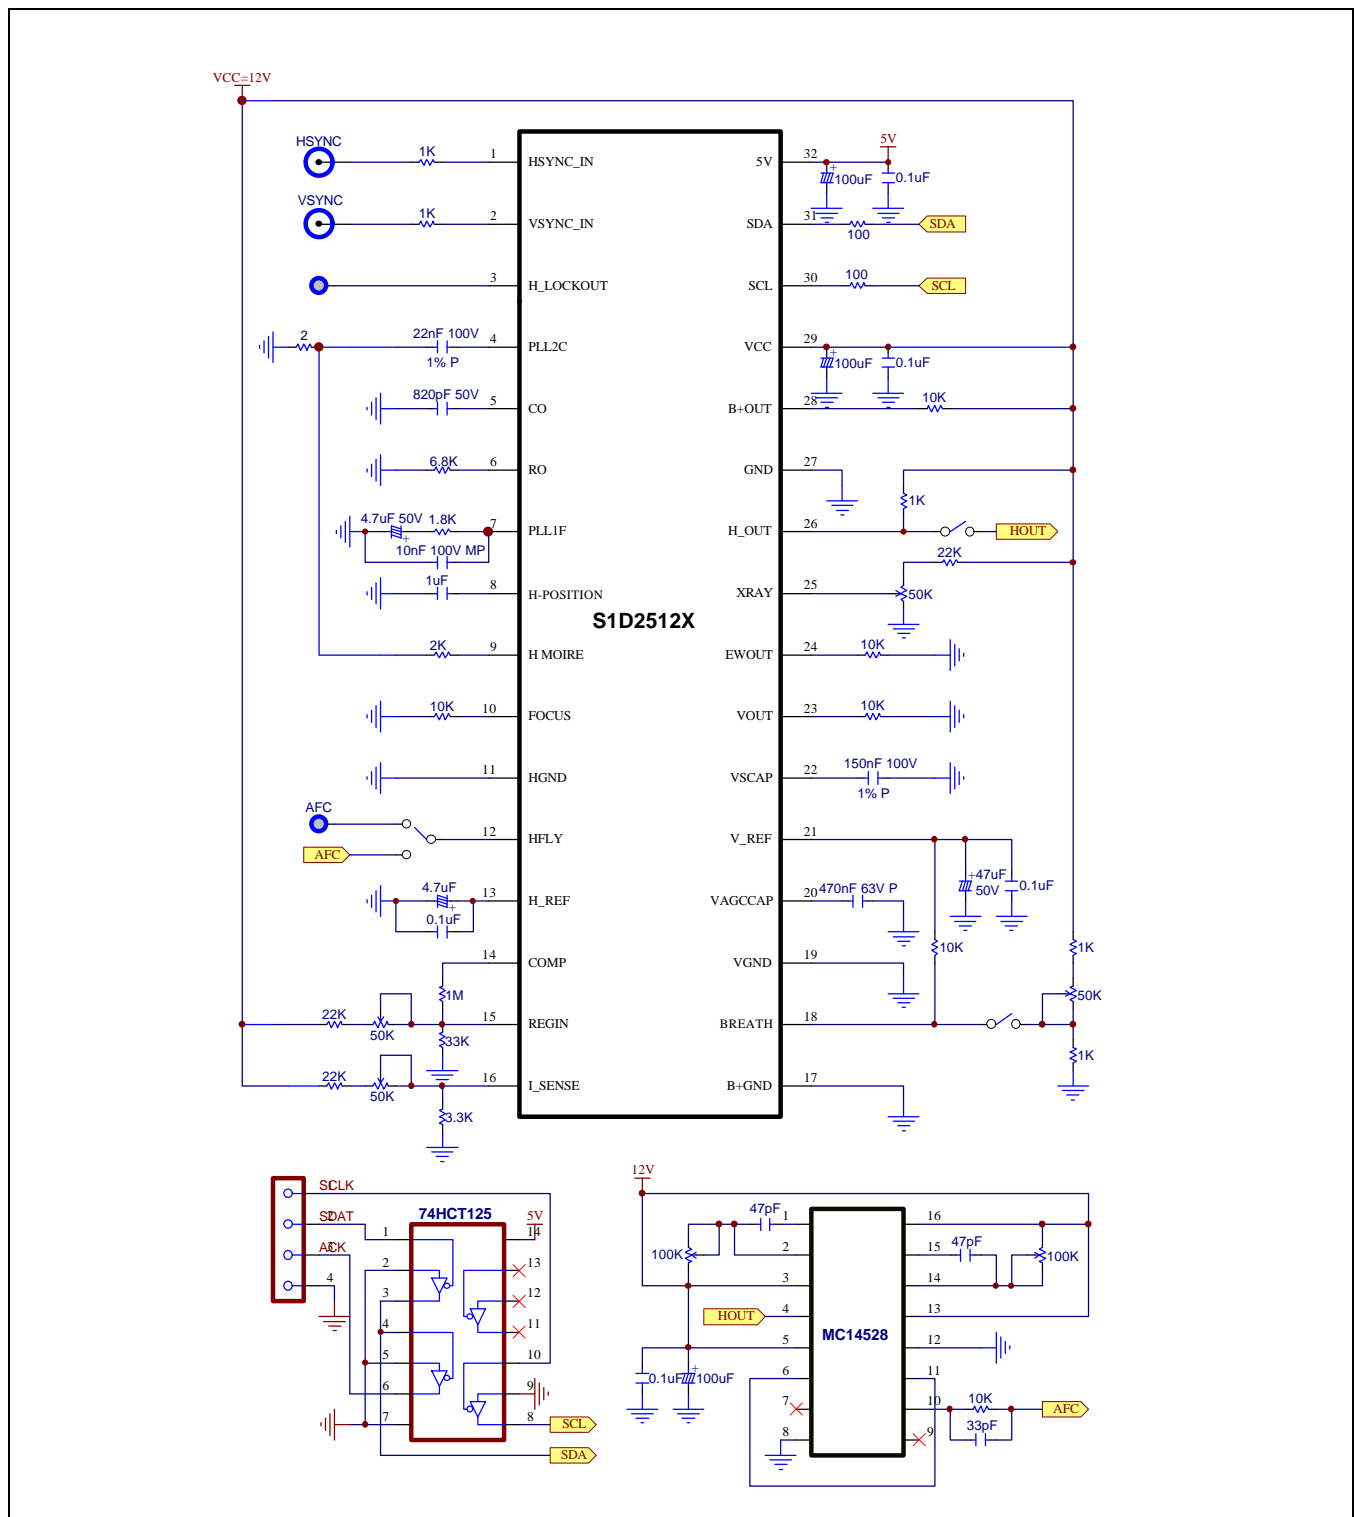 VCC=12V
HSYNC
1K
1
HSYNC_IN
5V
32
5V
+
100uF
0.1uF
VSYNC
1K
2
VSYNC_IN
SDA
31
100
SDA
3
H_LOCKOUT
SCL
30
100
SCL
2
22nF 100V
1% P
4
PLL2C
VCC
29
+
100uF
0.1uF
820pF 50V
5
CO
B+OUT
28
10K
6.8K
6
RO
GND
27
1K
4.7uF 50V
+
1.8K
7
10nF 100V MP
PLL1F
H_OUT
26
HOUT
22K
1uF
8
H-POSITION
XRAY
25
50K
S1D2512X
2K
9
H MOIRE
EWOUT
24
10K
10K
10
FOCUS
VOUT
23
10K
11
HGND
VSCAP
22
150nF 100V
1% P
AFC
AFC
12
HFLY
V_REF
21
+
47uF
50V
0.1uF
4.7uF
+
0.1uF
13
H_REF
VAGCCAP
20
470nF 63V P
14
COMP
VGND
19
10K
1K
1M
50K
22K
50K
15
REGIN
33K
BREATH
18
1K
22K
50K
16
I_SENSE
3.3K
B+GND
17
SCLK
1
SDAT
2
ACK
3
4
74HCT125
5V
1
2
3
4
5
6
7
14
13
12
11
10
9
8
SCL
SDA
12V
47pF
100K
HOUT
0.1uF
+
100uF
1
2
3
4
5
6
7
8
MC14528
16
15
14
13
12
11
10
9
47pF
100K
10K
33pF
AFC